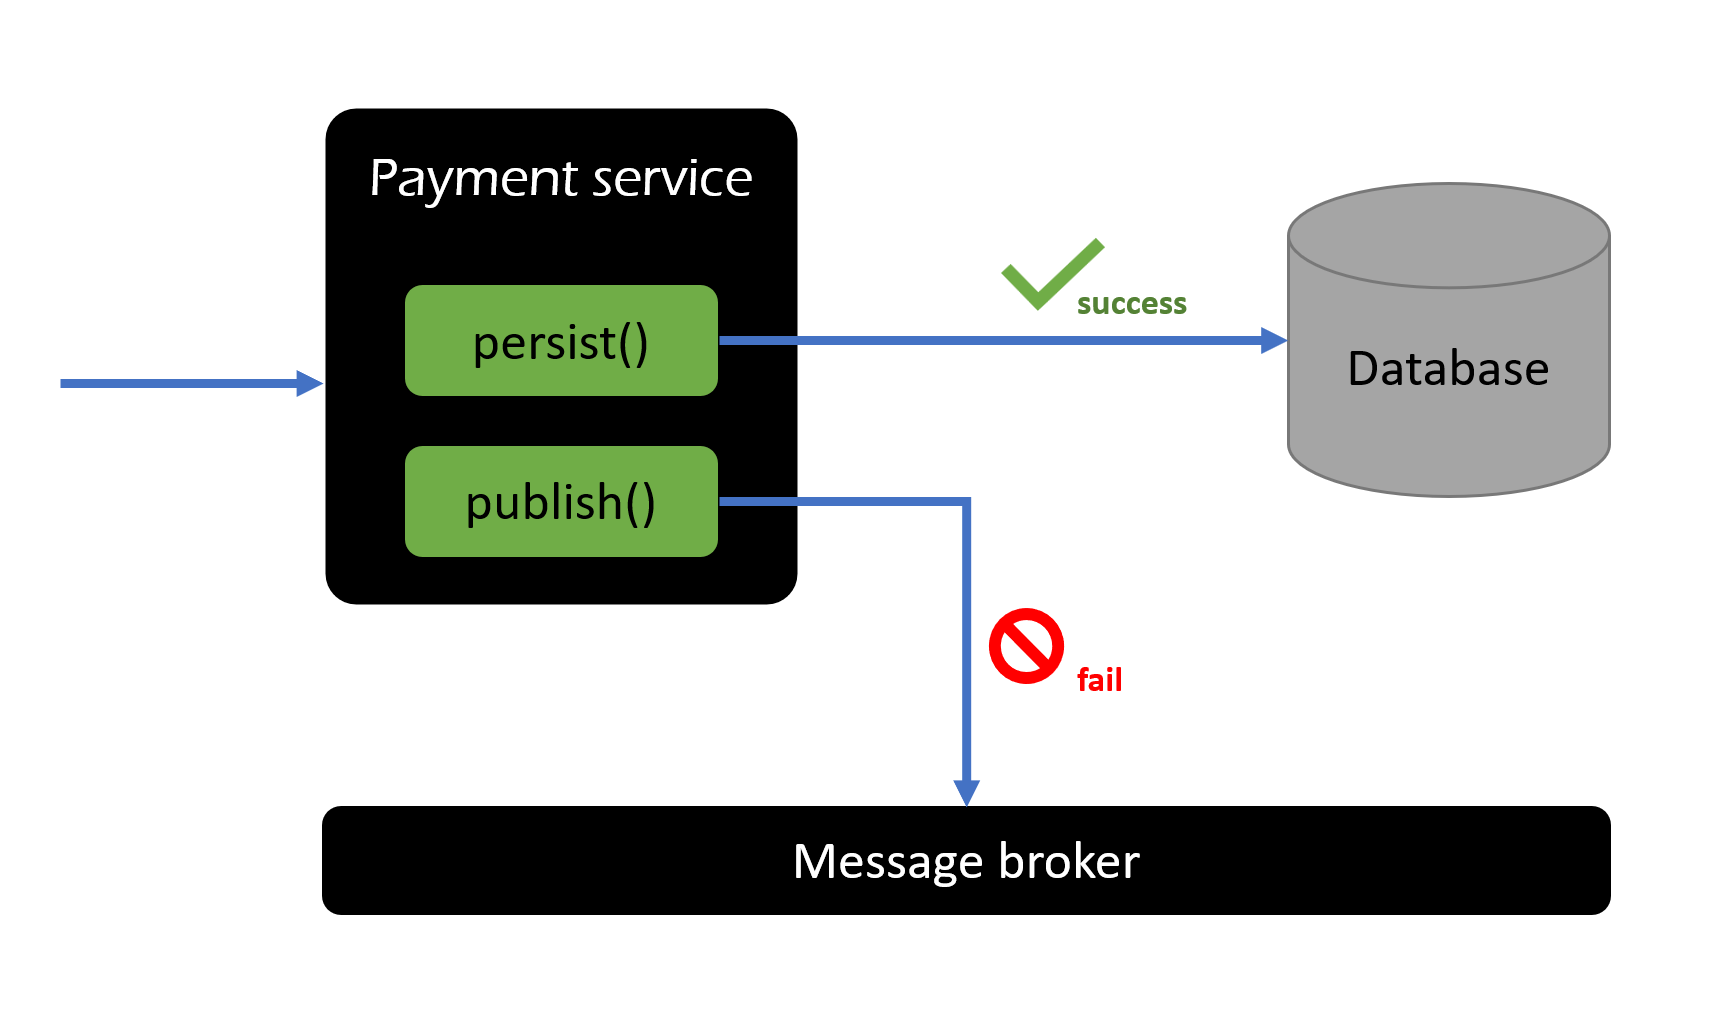 Payment service
persist()
success
Database
publish()
fail
Message broker